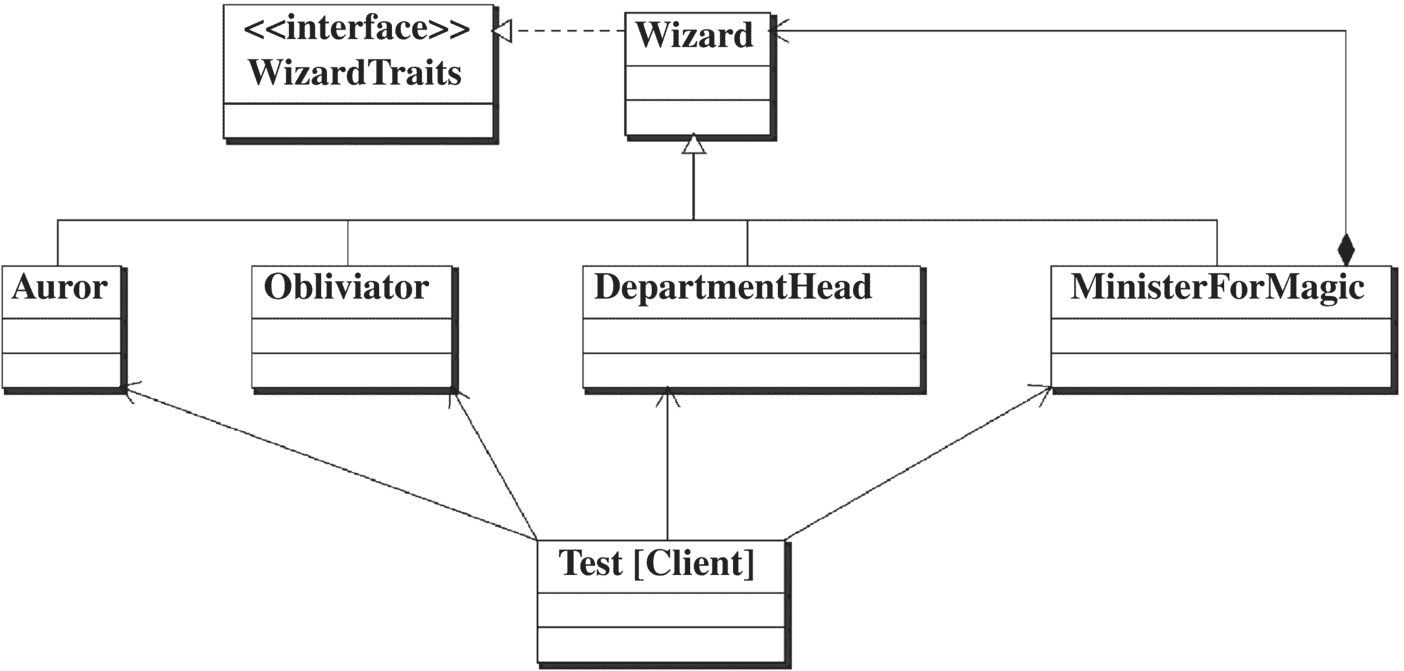 <<interface>>
WizardTraits
Wizard
Auror
Obliviator
DepartmentHead
MinisterForMagic
Test [Client]